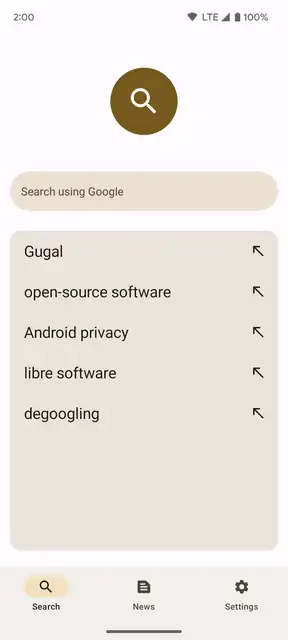 2:00 LTE 100%
Search using Google
Gugal
open-source software
Android privacy
libre software
degoogling
Search News Settings